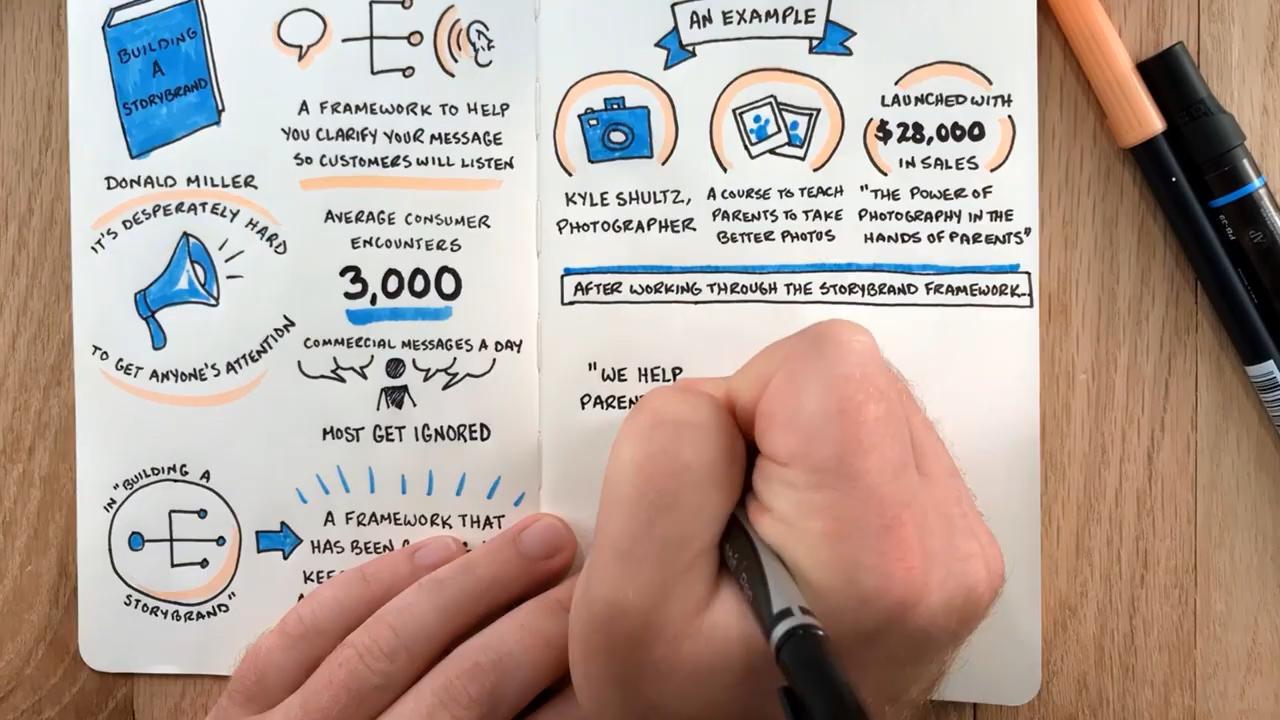 BUILDING
A
STORYBRAND
DONALD MILLER
A FRAMEWORK TO HELP
YOU CLARIFY YOUR MESSAGE
SO CUSTOMERS WILL LISTEN
IT'S DESPERATELY HARD
TO GET ANYONE'S ATTENTION
AVERAGE CONSUMER
ENCOUNTERS
3,000
COMMERCIAL MESSAGES A DAY
MOST GET IGNORED
IN "BUILDING A
STORYBRAND"
A FRAMEWORK THAT
HAS BEEN
AN EXAMPLE
KYLE SHULTZ,
PHOTOGRAPHER
A COURSE TO TEACH
PARENTS TO TAKE
BETTER PHOTOS
LAUNCHED WITH
$28,000
IN SALES
"THE POWER OF
PHOTOGRAPHY IN THE
HANDS OF PARENTS"
AFTER WORKING THROUGH THE STORYBRAND FRAMEWORK...
"WE HELP